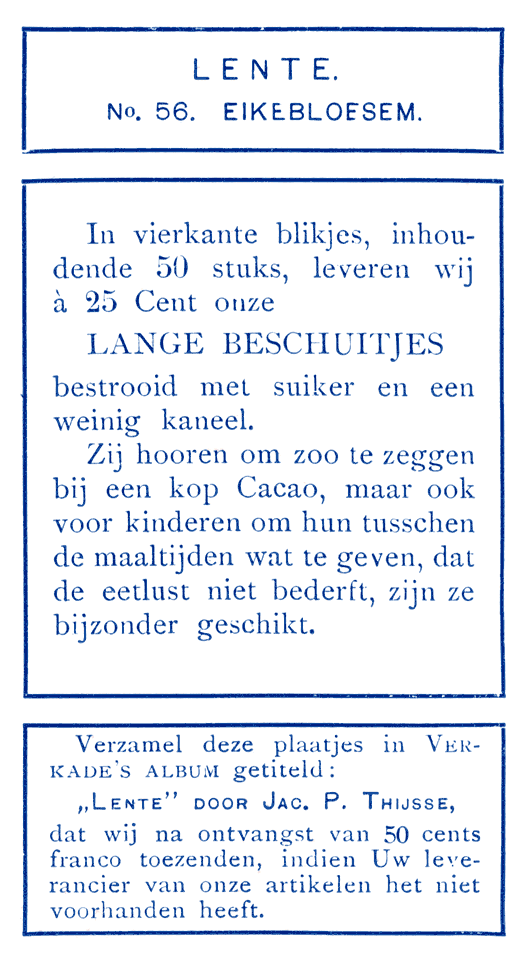 LENTE.
No. 56. EIKEBLOESEM.
In vierkante blikjes, inhou-
dende 50 stuks, leveren wij
à 25 Cent onze
LANGE BESCHUITJES
bestrooid met suiker en een
weinig kaneel.
Zij hooren om zoo te zeggen
bij een kop Cacao, maar ook
voor kinderen om hun tusschen
de maaltijden wat te geven, dat
de eetlust niet bederft, zijn ze
bijzonder geschikt.
Verzamel deze plaatjes in VER-
KADE'S ALBUM getiteld:
„LENTE” DOOR JAC. P. THIJSSE,
dat wij na ontvangst van 50 cents
franco toezenden, indien Uw leve-
rancier van onze artikelen het niet
voorhanden heeft.